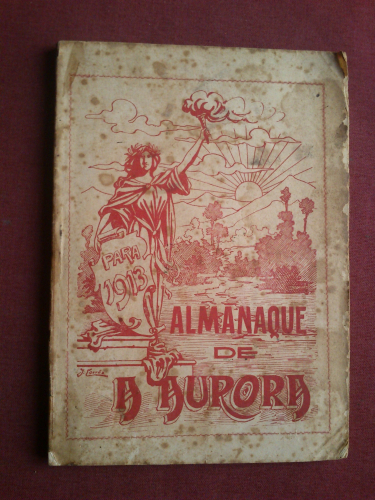 PARA
1913
ALMANAQUE
DE
A AURORA